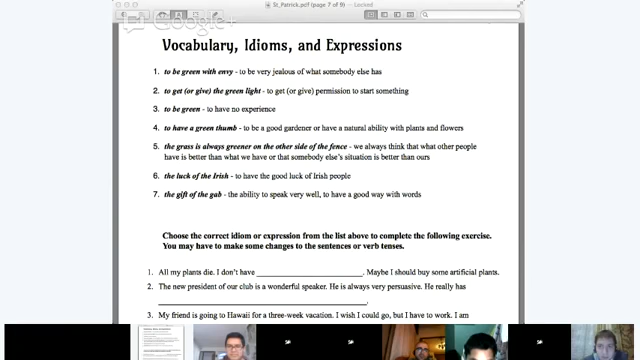 St_Patrick.pdf (page 7 of 9) — Locked
Google+
Vocabulary, Idioms, and Expressions
1. to be green with envy - to be very jealous of what somebody else has
2. to get (or give) the green light - to get (or give) permission to start something
3. to be green - to have no experience
4. to have a green thumb - to be a good gardener or have a natural ability with plants and flowers
5. the grass is always greener on the other side of the fence - we always think that what other people
have is better than what we have or that somebody else's situation is better than ours
6. the luck of the Irish - to have the good luck of Irish people
7. the gift of the gab - the ability to speak very well, to have a good way with words
Choose the correct idiom or expression from the list above to complete the following exercise.
You may have to make some changes to the sentences or verb tenses.
1. All my plants die. I don't have ____________________. Maybe I should buy some artificial plants.
2. The new president of our club is a wonderful speaker. He is always very persuasive. He really has
____________________.
3. My friend is going to Hawaii for a three-week vacation. I wish I could go, but I have to work. I am